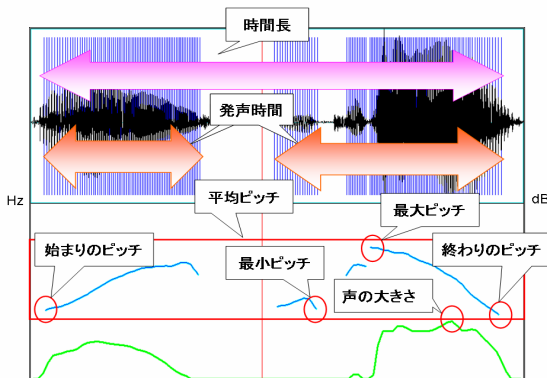 時間長
発声時間
Hz
dB
平均ピッチ
最大ピッチ
始まりのピッチ
最小ピッチ
終わりのピッチ
声の大きさ